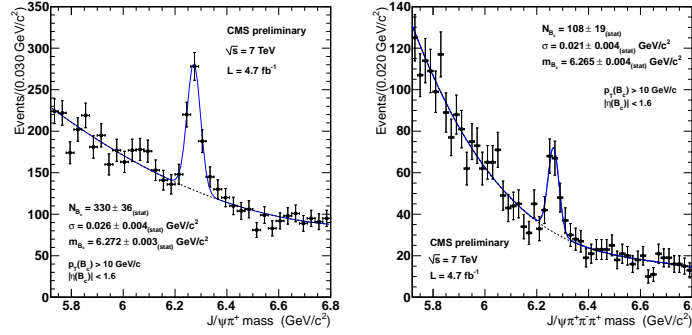 Events/(0.030 GeV/c²)
350
300
250
200
150
100
50
0
CMS preliminary
√s = 7 TeV
L = 4.7 fb⁻¹
N_Bc = 330 ± 36 (stat)
σ = 0.026 ± 0.004 (stat) GeV/c²
m_Bc = 6.272 ± 0.003 (stat) GeV/c²
p_T(B_c) > 10 GeV/c
|η(B_c)| < 1.6
5.8 6 6.2 6.4 6.6 6.8
J/ψπ⁺ mass (GeV/c²)
Events/(0.020 GeV/c²)
140
120
100
80
60
40
20
0
N_Bc = 108 ± 19 (stat)
σ = 0.021 ± 0.004 (stat) GeV/c²
m_Bc = 6.265 ± 0.004 (stat) GeV/c²
p_T(B_c) > 10 GeV/c
|η(B_c)| < 1.6
CMS preliminary
√s = 7 TeV
L = 4.7 fb⁻¹
5.8 6 6.2 6.4 6.6 6.8
J/ψπ⁺π⁻π⁺ mass (GeV/c²)